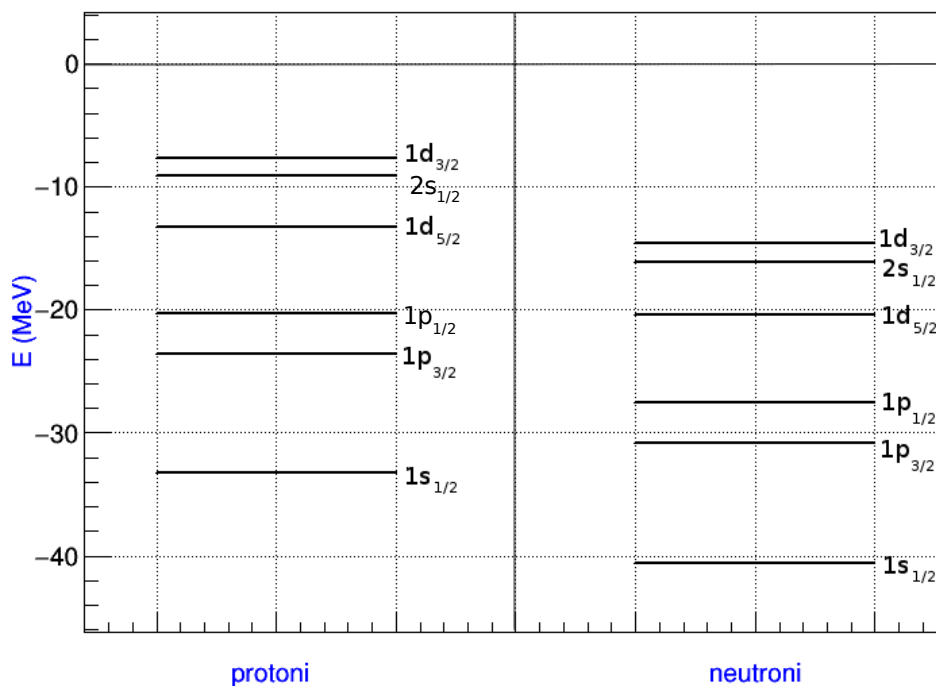 0
1d3/2
2s1/2
−10
1d5/2
1d3/2
2s1/2
−20
1p1/2
1d5/2
1p3/2
1p1/2
−30
1p3/2
1s1/2
−40
1s1/2
E (MeV)
protoni
neutroni